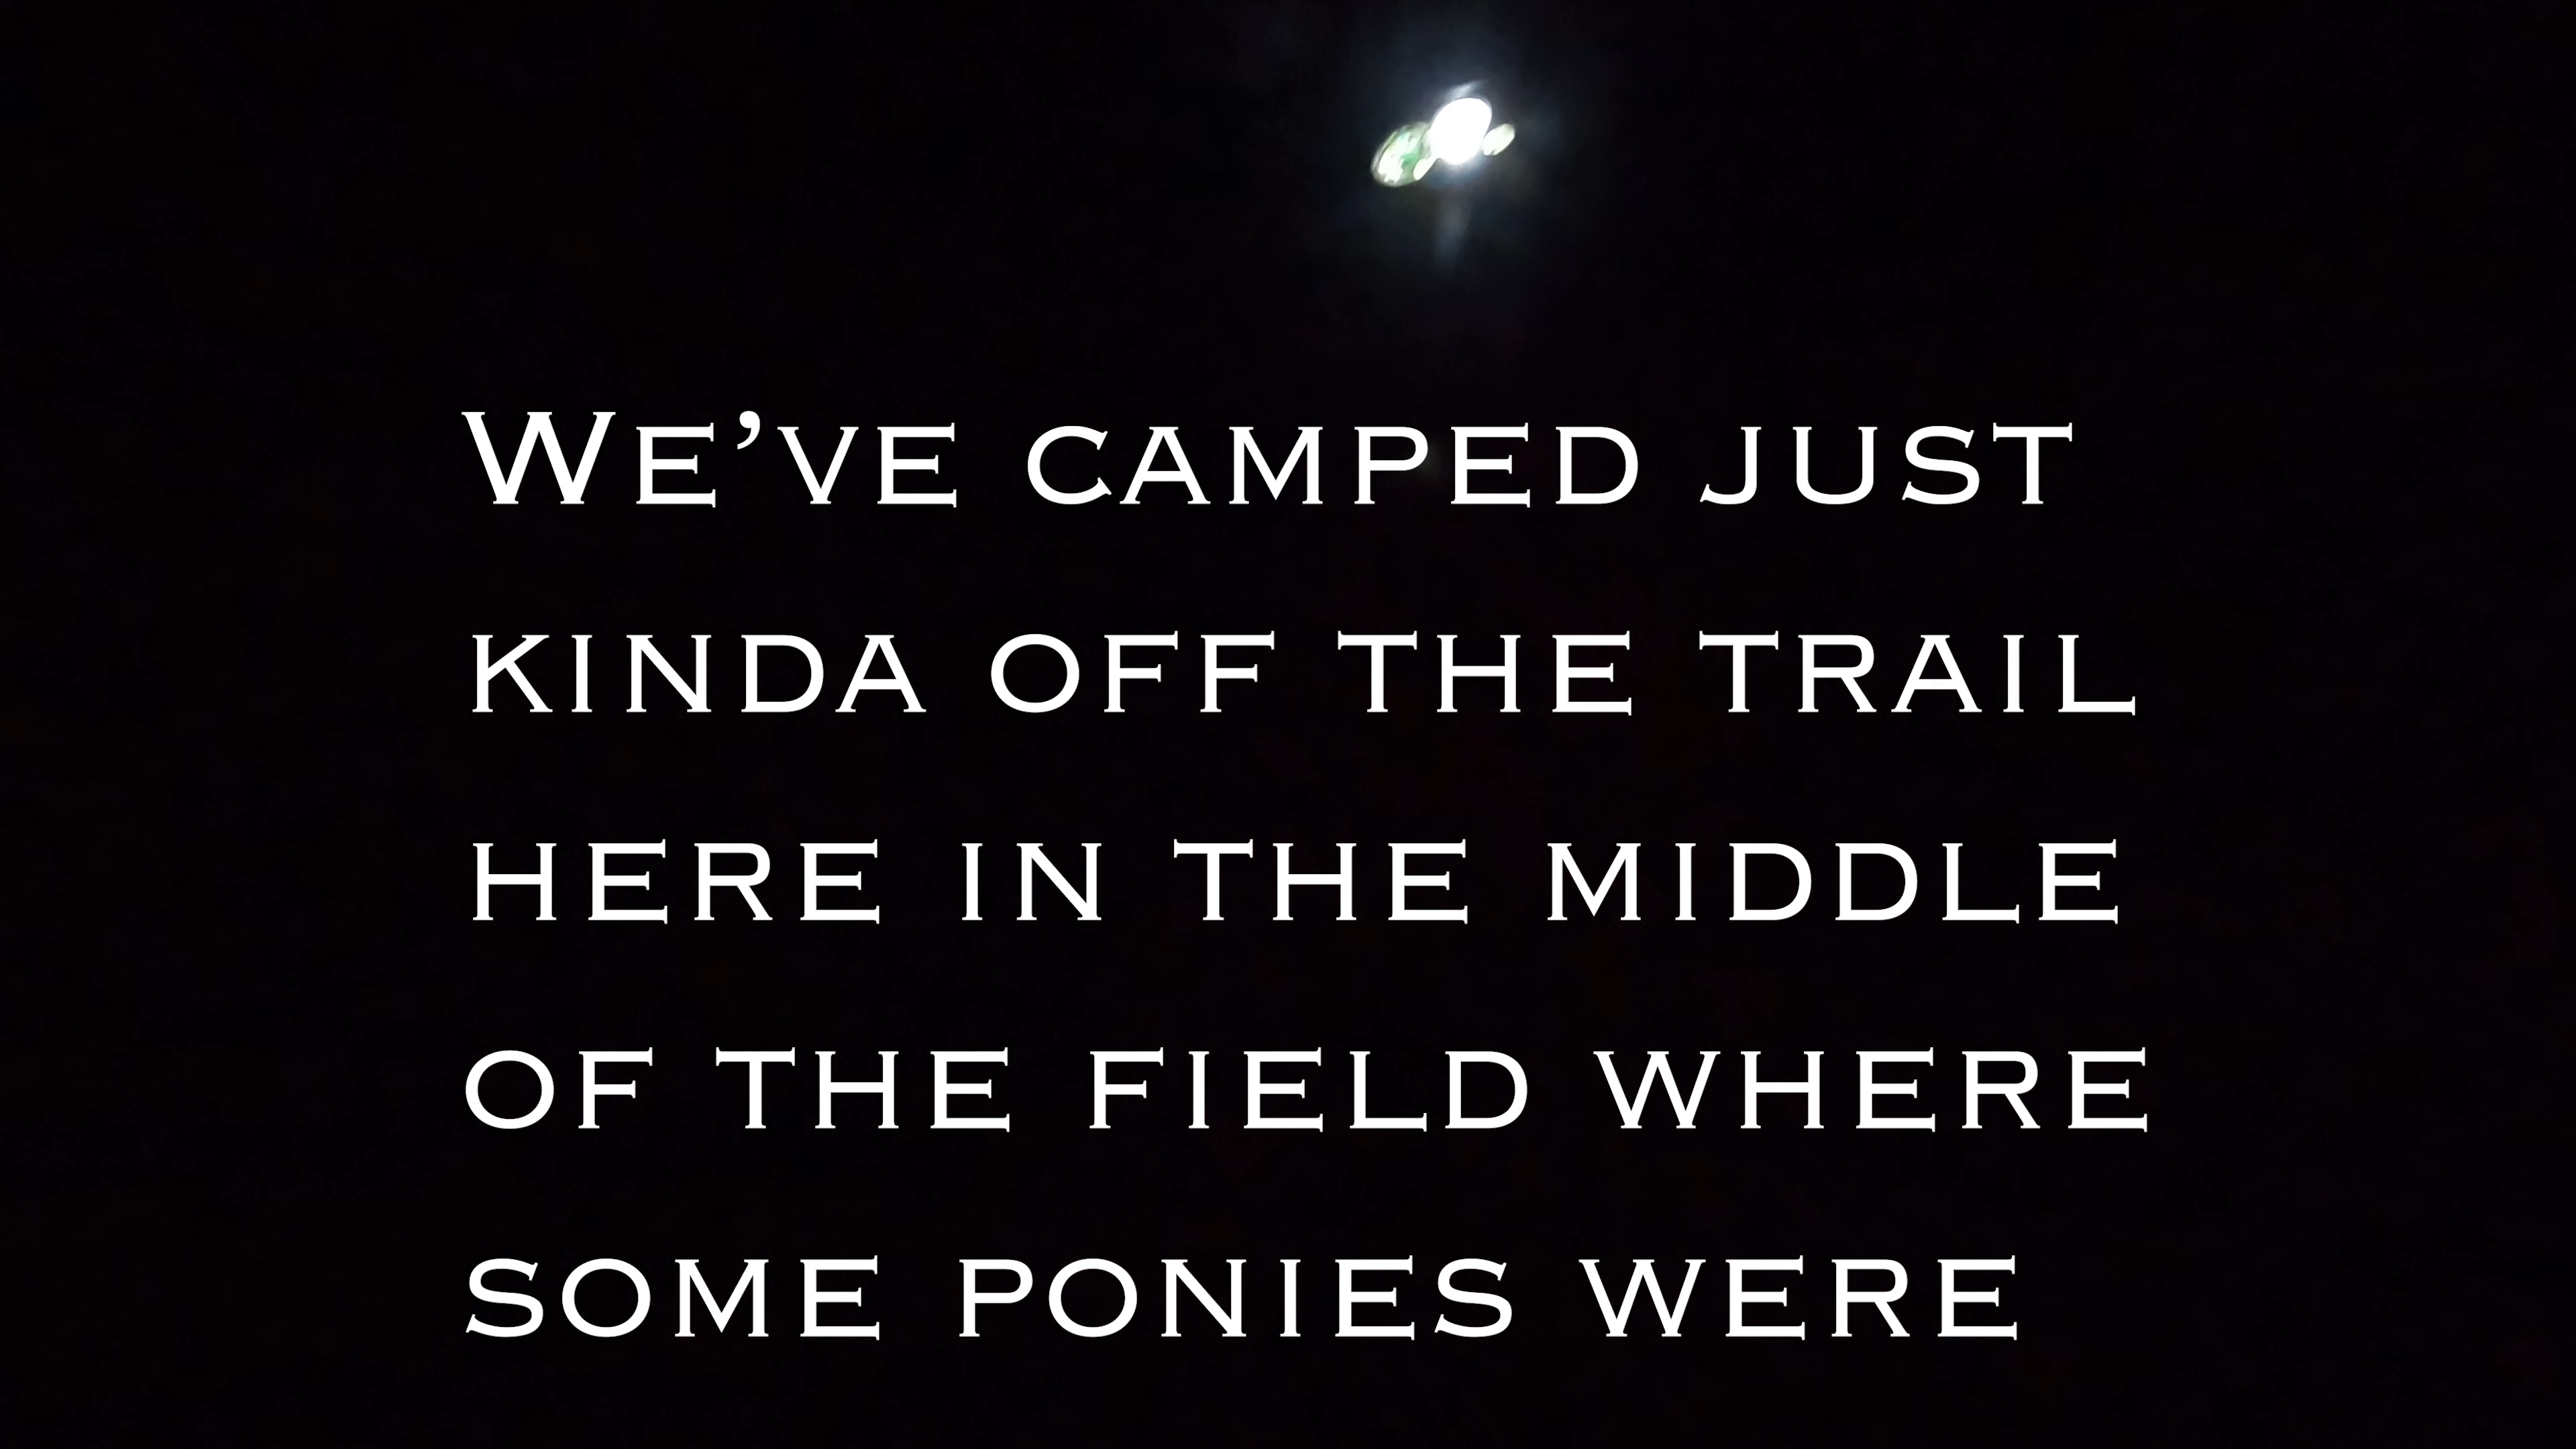 We've camped just
kinda off the trail
here in the middle
of the field where
some ponies were